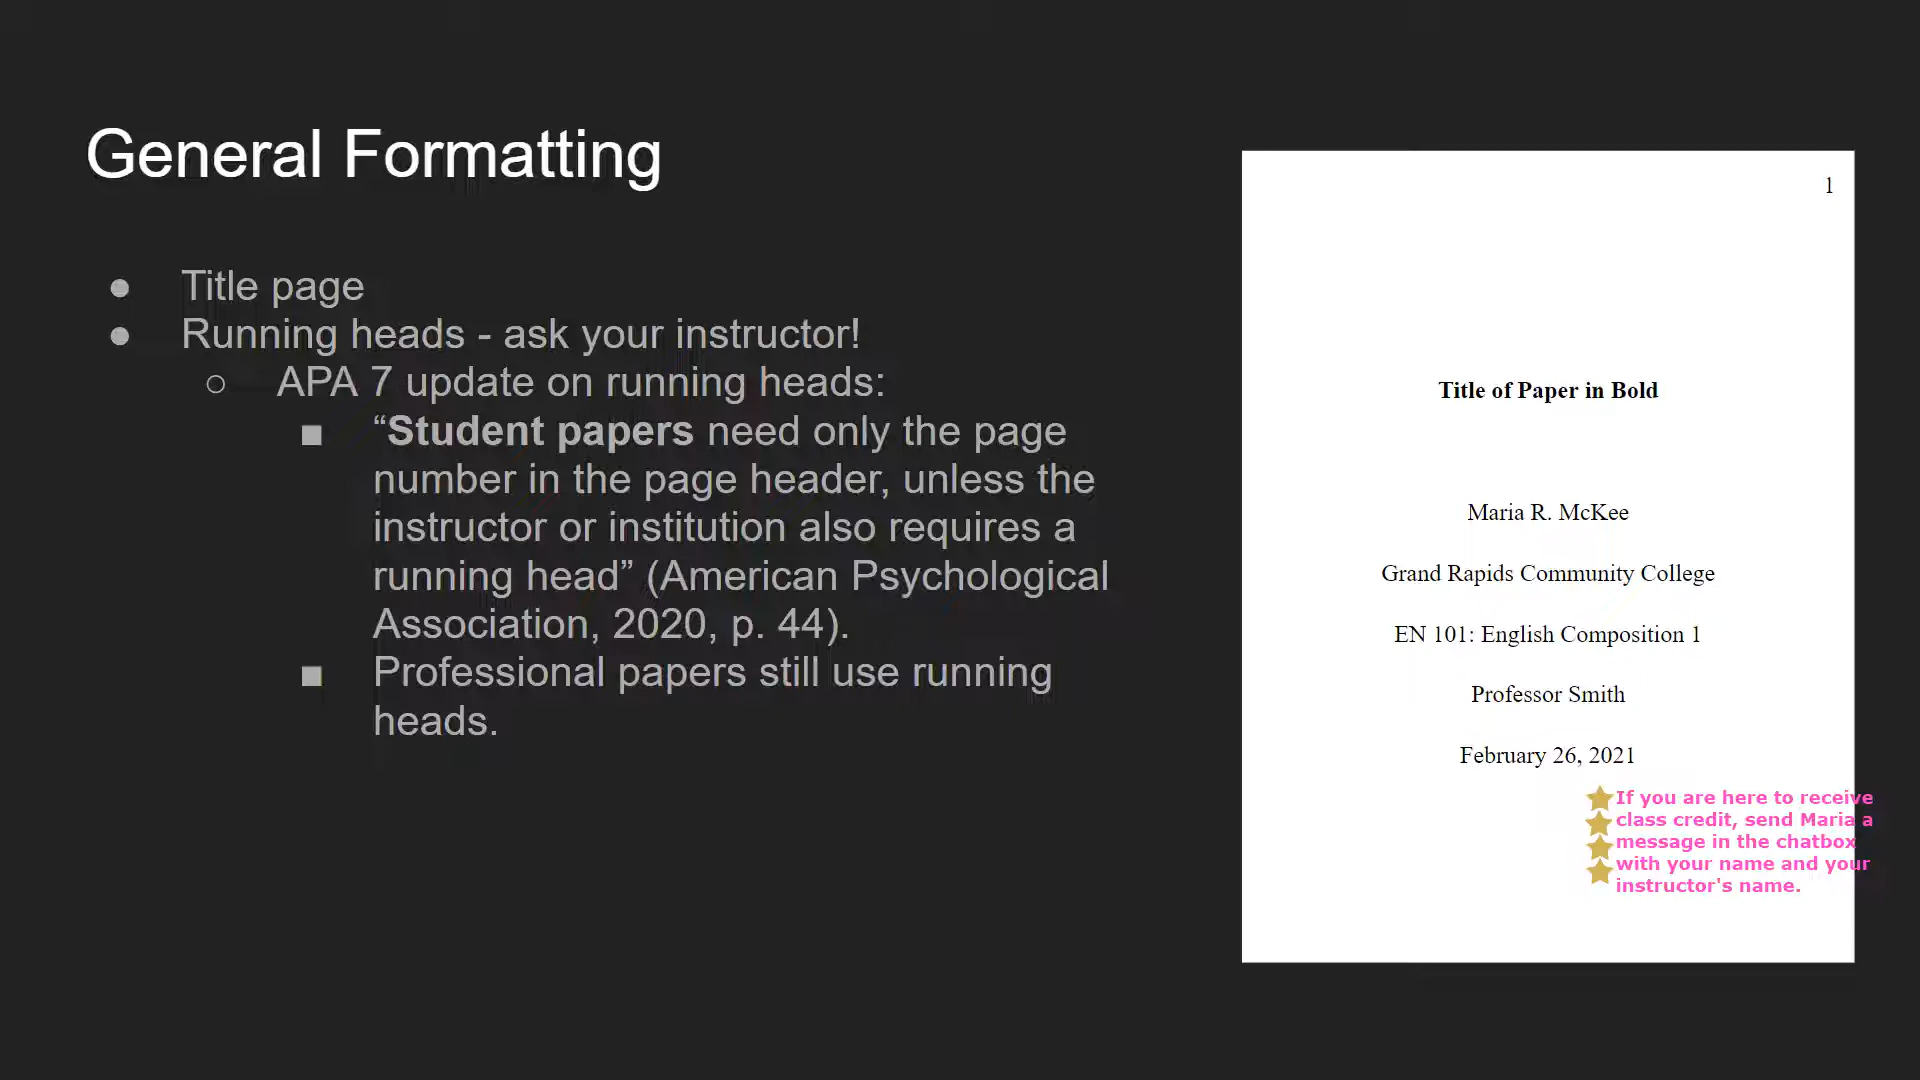 General Formatting
● Title page
● Running heads - ask your instructor!
○ APA 7 update on running heads:
■ “Student papers need only the page
number in the page header, unless the
instructor or institution also requires a
running head” (American Psychological
Association, 2020, p. 44).
■ Professional papers still use running
heads.
1
Title of Paper in Bold
Maria R. McKee
Grand Rapids Community College
EN 101: English Composition 1
Professor Smith
February 26, 2021
If you are here to receive
class credit, send Maria a
message in the chatbox
with your name and your
instructor's name.